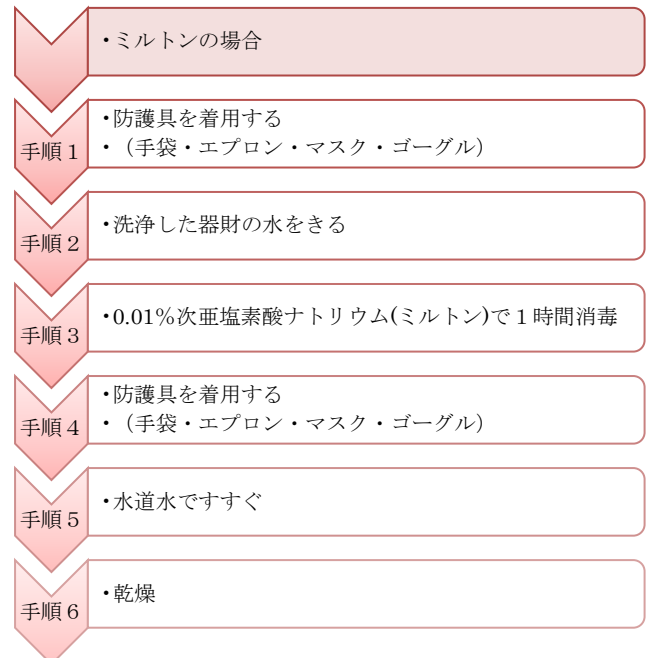 ・ミルトンの場合
手順１
・防護具を着用する
・（手袋・エプロン・マスク・ゴーグル）
手順２
・洗浄した器財の水をきる
手順３
・0.01％次亜塩素酸ナトリウム(ミルトン)で１時間消毒
手順４
・防護具を着用する
・（手袋・エプロン・マスク・ゴーグル）
手順５
・水道水ですすぐ
手順６
・乾燥